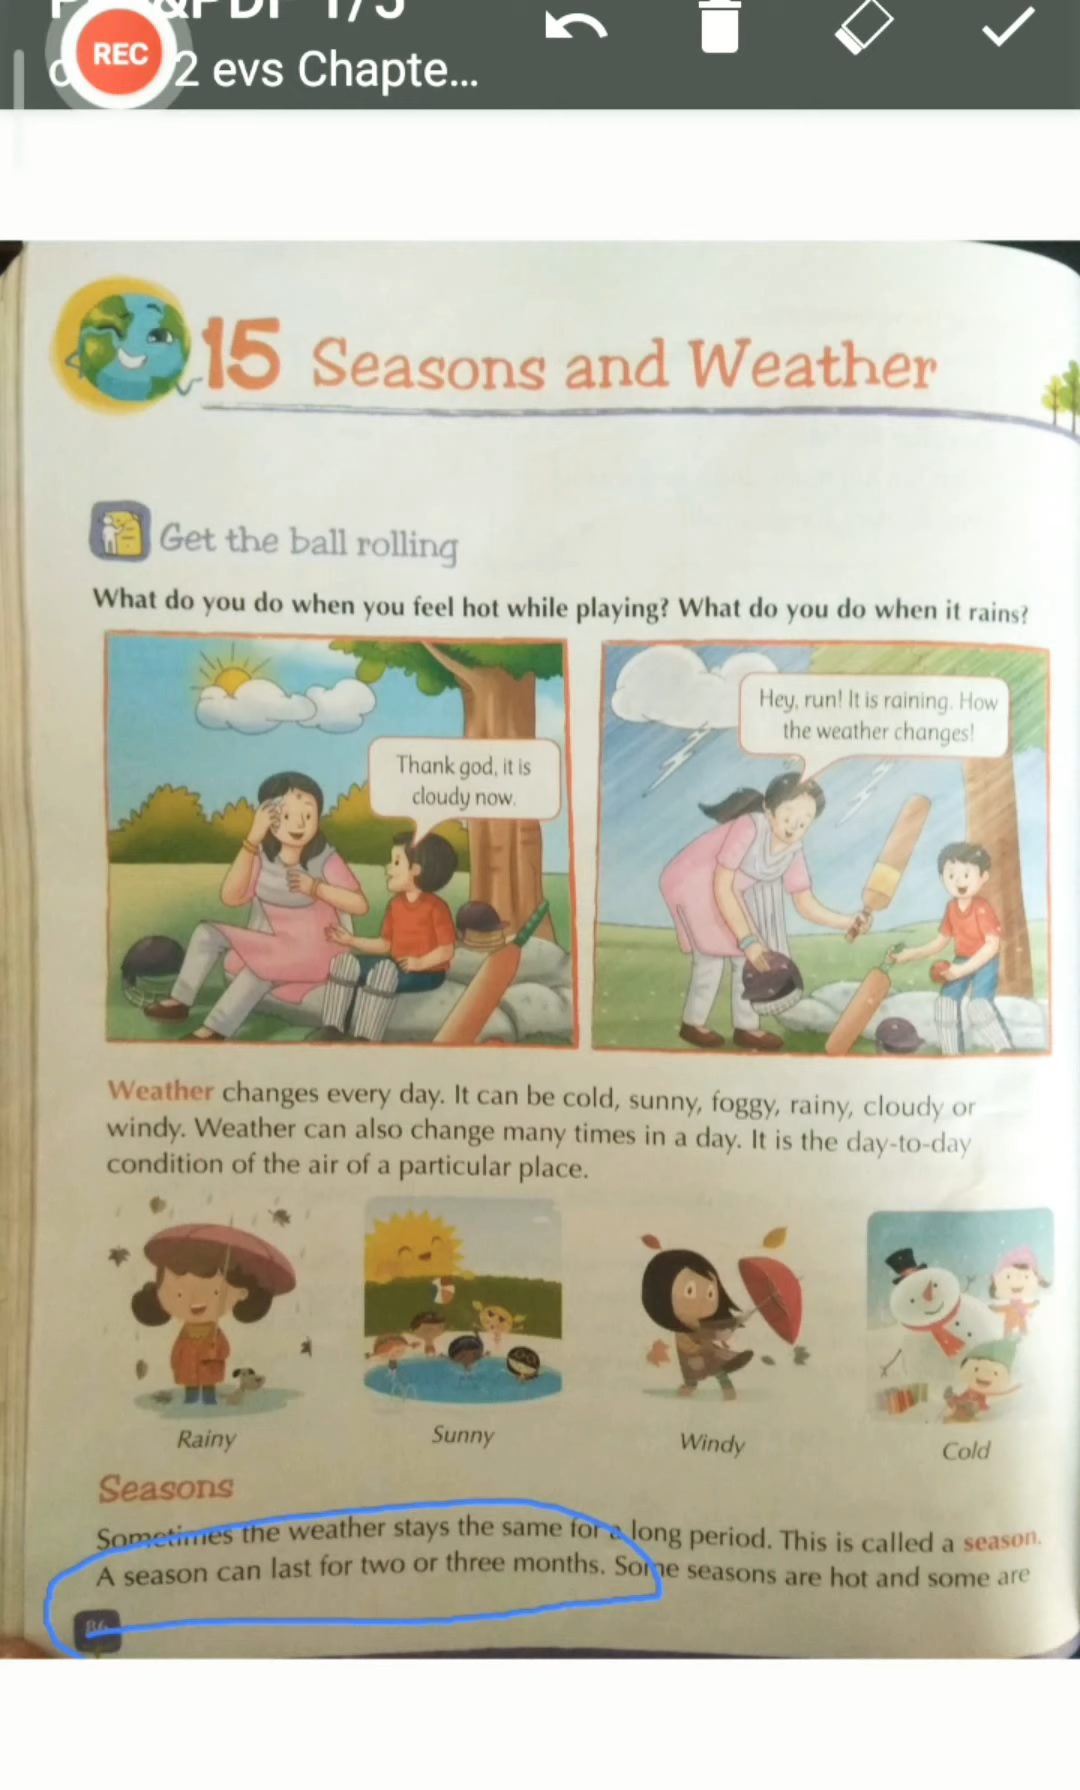 REC
2 evs Chapte...
15 Seasons and Weather
Get the ball rolling
What do you do when you feel hot while playing? What do you do when it rains?
Thank god, it is
cloudy now.
Hey, run! It is raining. How
the weather changes!
Weather changes every day. It can be cold, sunny, foggy, rainy, cloudy or
windy. Weather can also change many times in a day. It is the day-to-day
condition of the air of a particular place.
Rainy
Sunny
Windy
Cold
Seasons
Sometimes the weather stays the same for a long period. This is called a season.
A season can last for two or three months. Some seasons are hot and some are
86